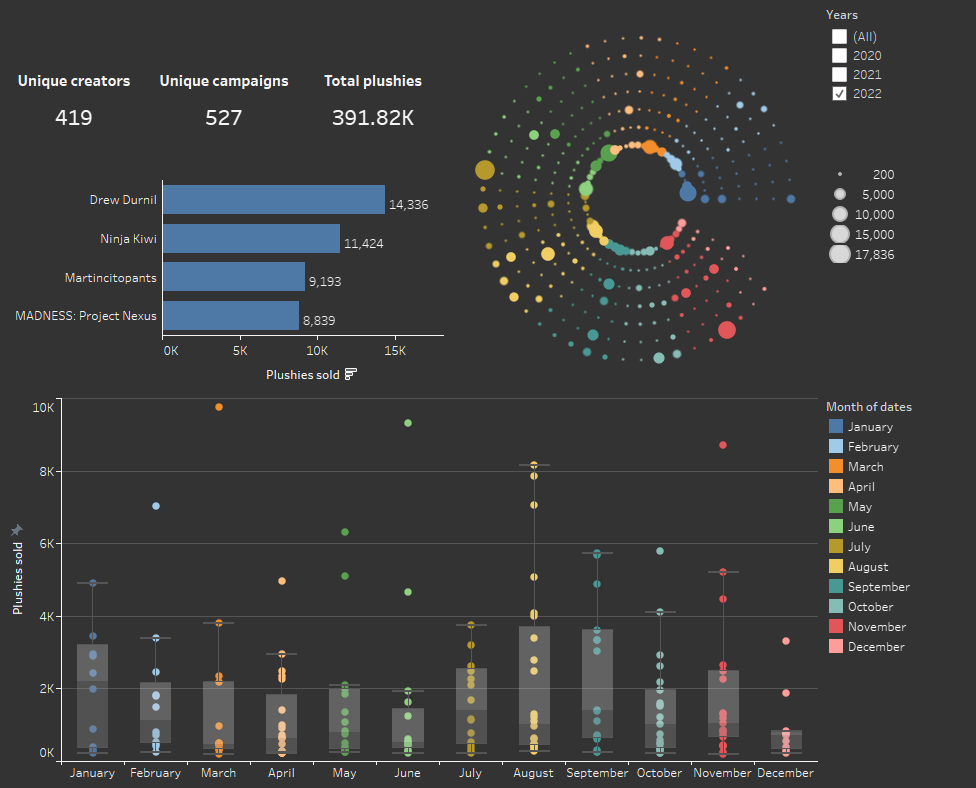 Years
(All)
2020
2021
2022
Unique creators
Unique campaigns
Total plushies
419
527
391.82K
Drew Durnil
14,336
Ninja Kiwi
11,424
Martincitopants
9,193
MADNESS: Project Nexus
8,839
0K
5K
10K
15K
Plushies sold
200
5,000
10,000
15,000
17,836
10K
8K
6K
4K
2K
0K
Plushies sold
January
February
March
April
May
June
July
August
September
October
November
December
Month of dates
January
February
March
April
May
June
July
August
September
October
November
December